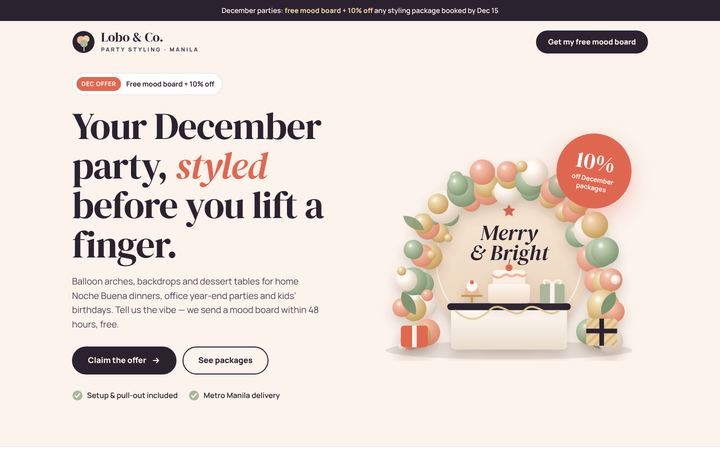 December parties: free mood board + 10% off any styling package booked by Dec 15
Lobo & Co.
PARTY STYLING · MANILA
Get my free mood board
DEC OFFER Free mood board + 10% off
Your December
party, styled
before you lift a
finger.
Balloon arches, backdrops and dessert tables for home
Noche Buena dinners, office year-end parties and kids'
birthdays. Tell us the vibe — we send a mood board within 48
hours, free.
Claim the offer → See packages
Setup & pull-out included Metro Manila delivery
10%
off December
packages
Merry
& Bright